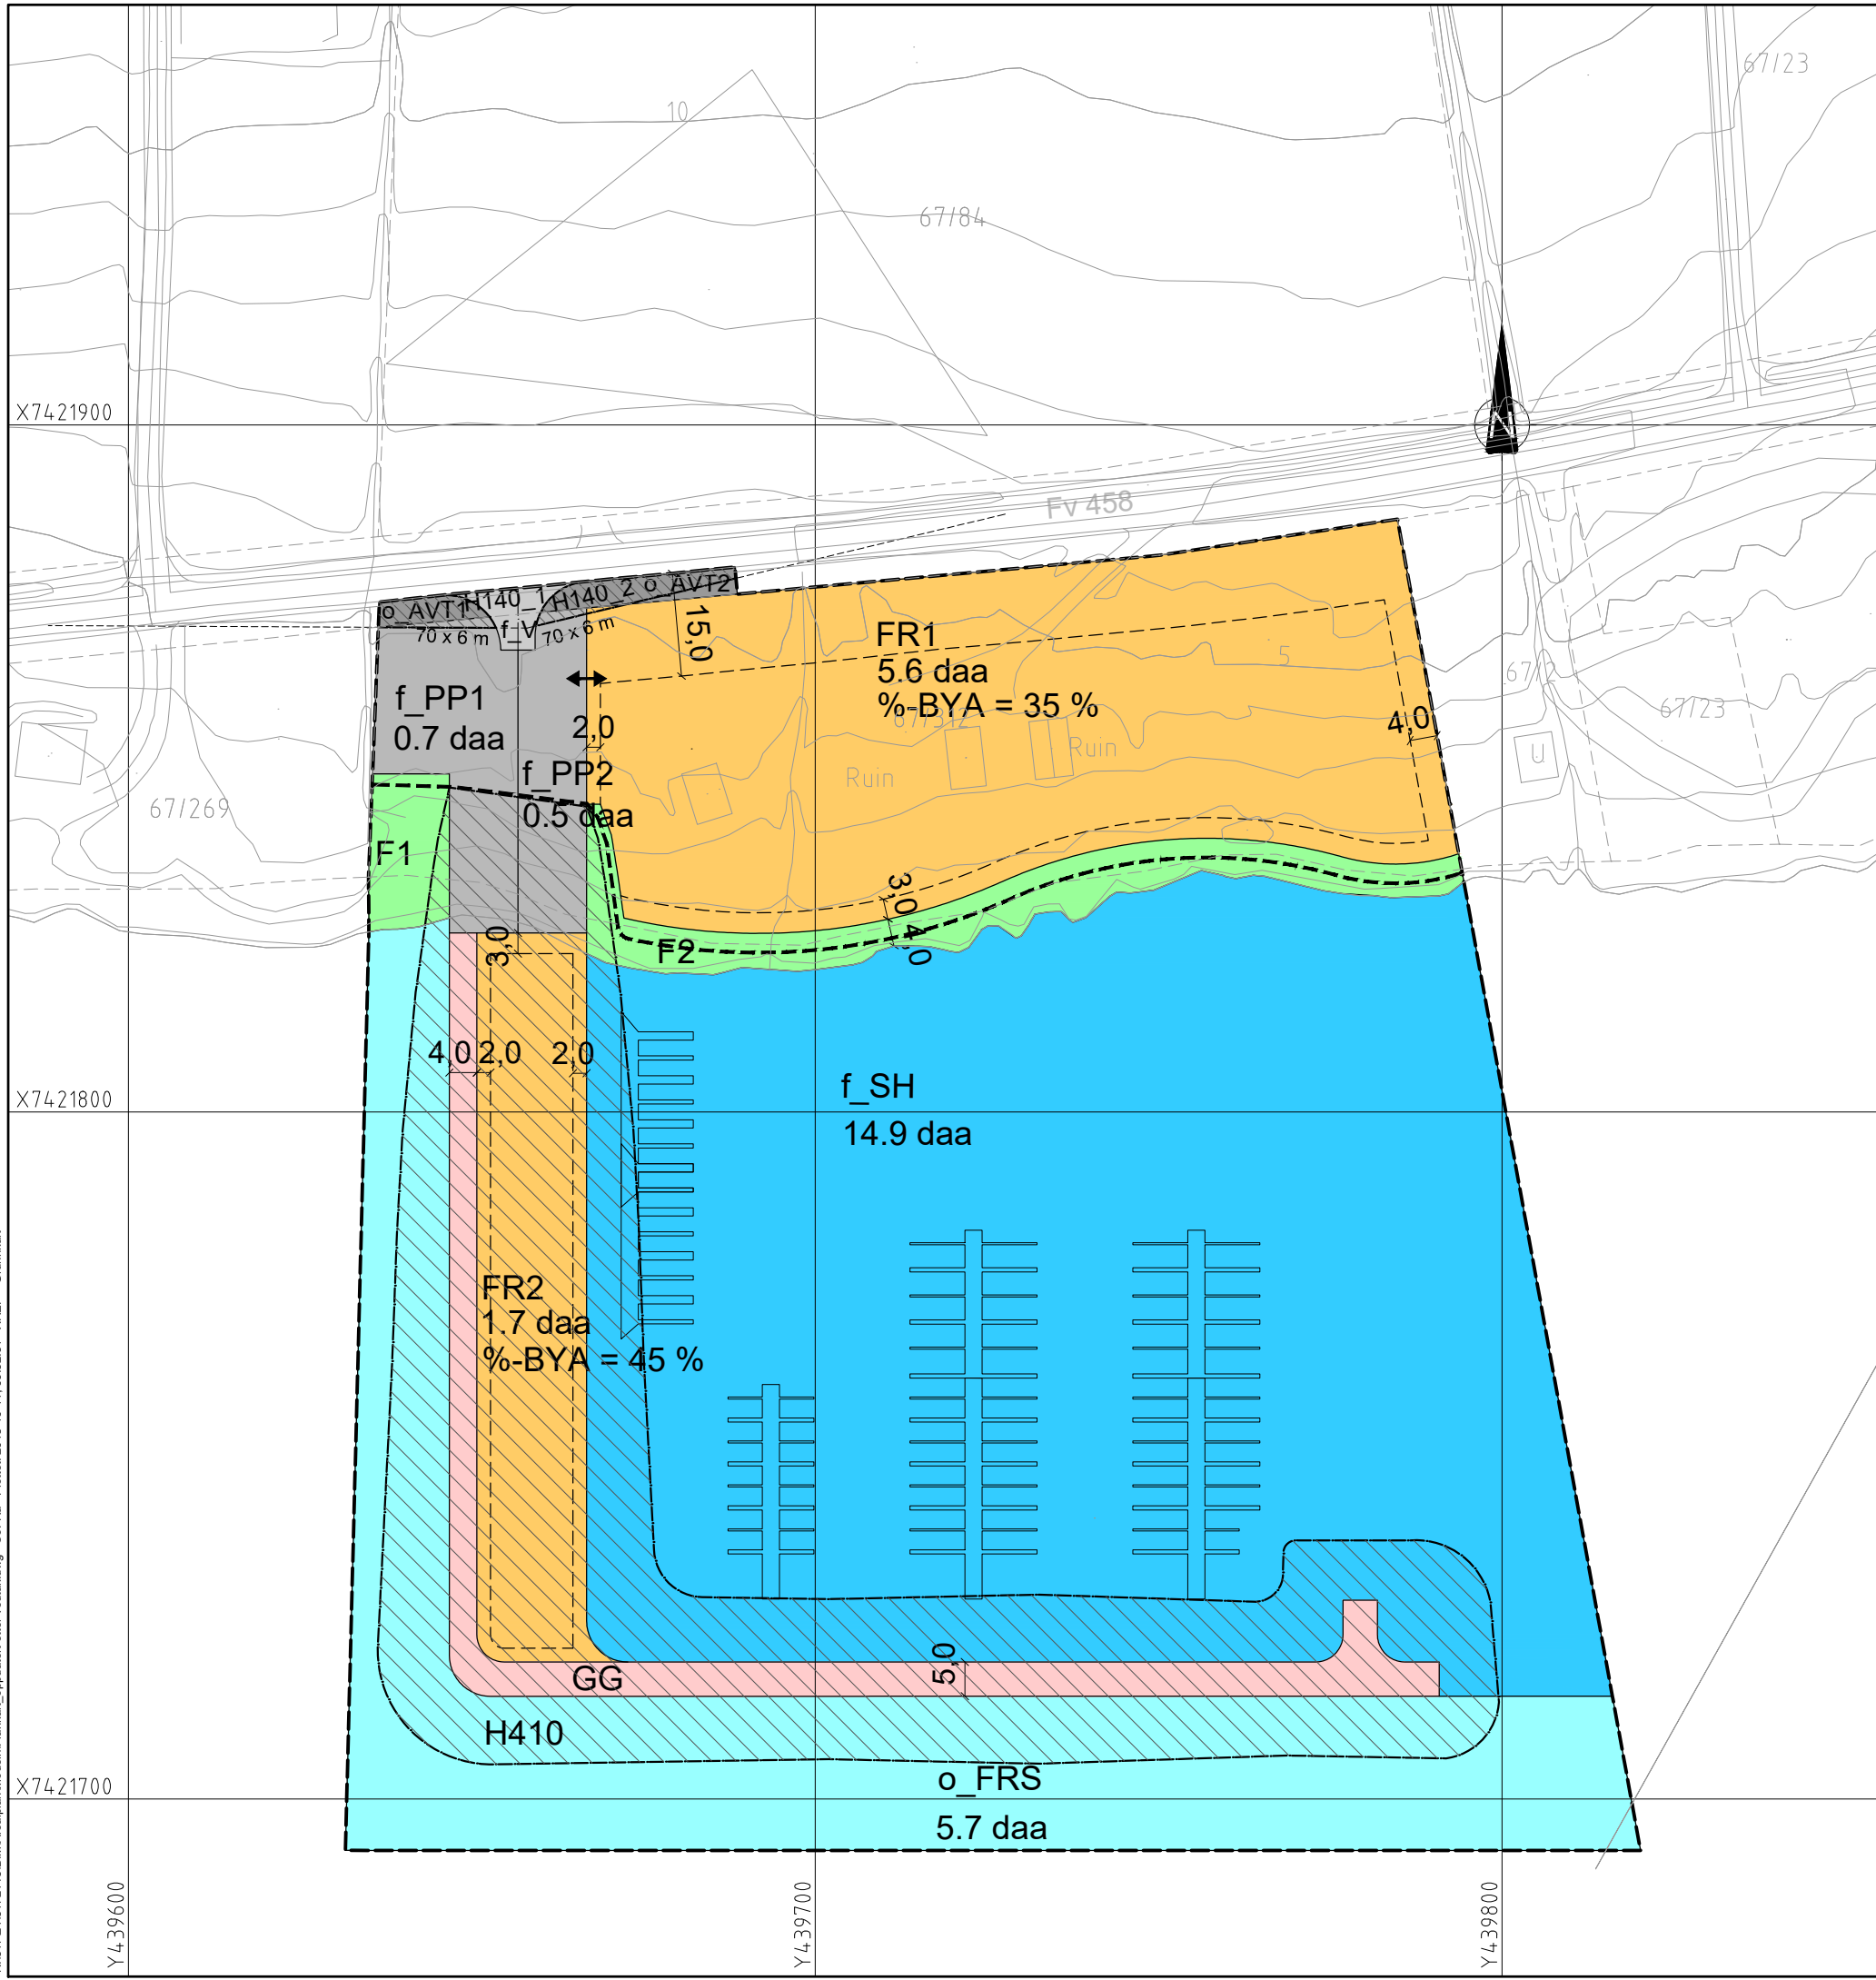 67/23
10
67/84
X7421900
N
Fv 458
o_AVT1
H140_1
H140_2
o_AVT2
70 x 6 m
f_V
70 x 6 m
15,0
FR1
5.6 daa
%-BYA = 35 %
5
67/2
67/312
67/23
f_PP1
0.7 daa
2,0
4,0
Ruin
Ruin
U
f_PP2
0.5 daa
67/269
F1
3,0
4,0
F2
3,0
4,0
2,0
2,0
f_SH
14.9 daa
X7421800
FR2
1.7 daa
%-BYA = 45 %
GG
5,0
H410
o_FRS
5.7 daa
X7421700
Y439600
Y439700
Y439800